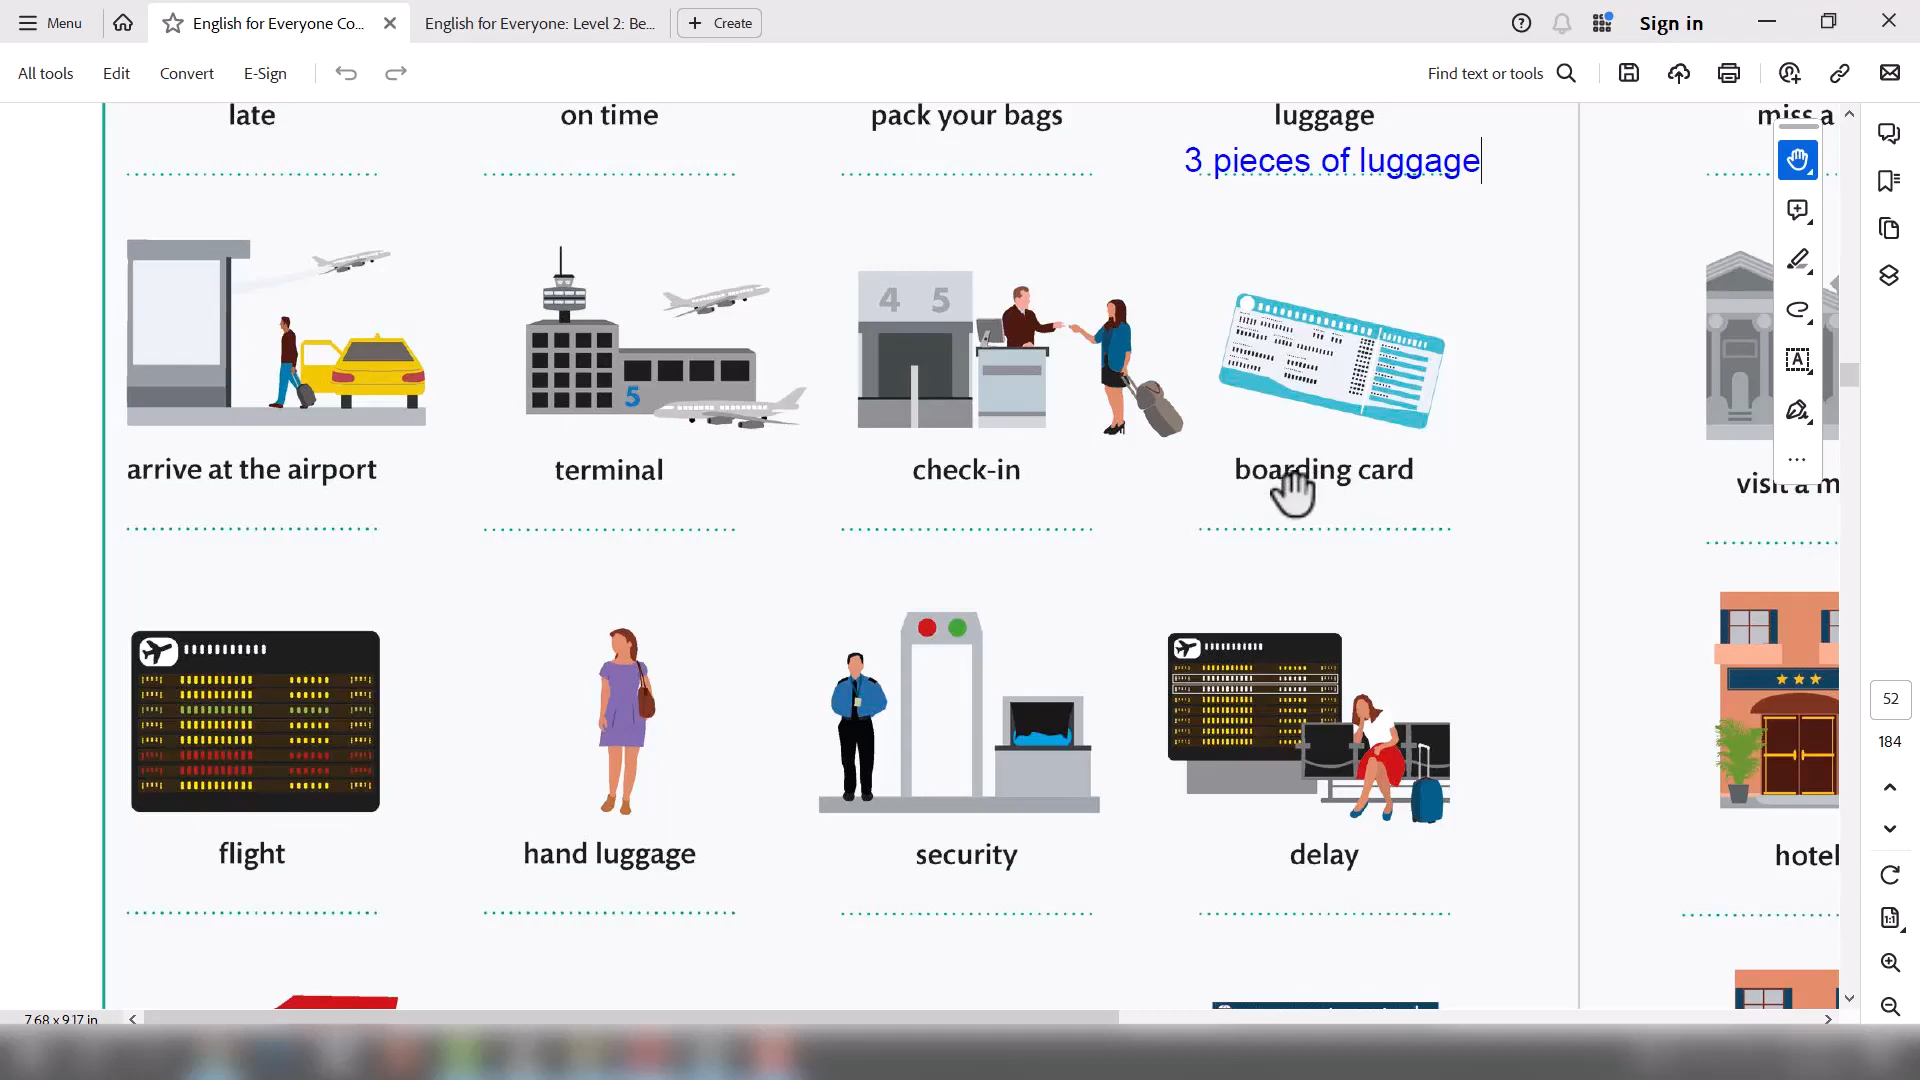 Menu
English for Everyone Co...
English for Everyone: Level 2: Be...
Create
Sign in
All tools
Edit
Convert
E-Sign
Find text or tools
late
on time
pack your bags
luggage
miss a
3 pieces of luggage
4 5
5
arrive at the airport
terminal
check-in
boarding card
visit a m
flight
hand luggage
security
delay
hotel
52
184
7.68 x 9.17 in